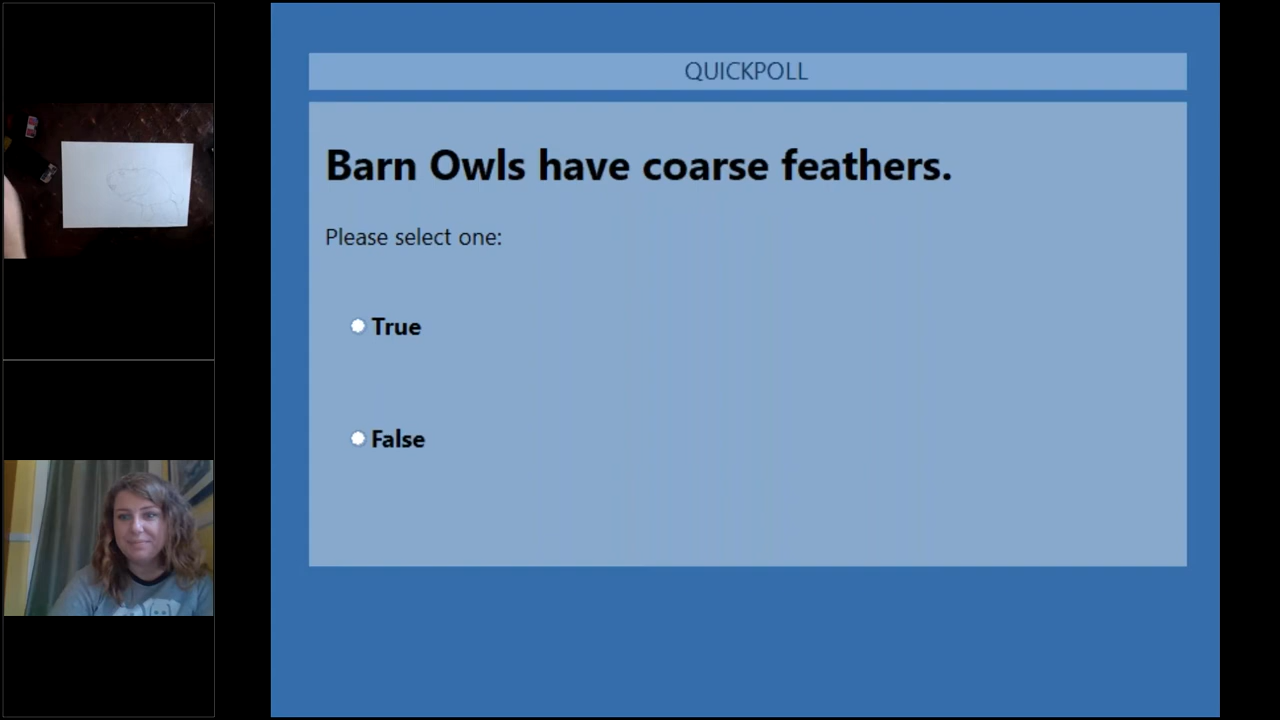 QUICKPOLL
Barn Owls have coarse feathers.
Please select one:
True
False